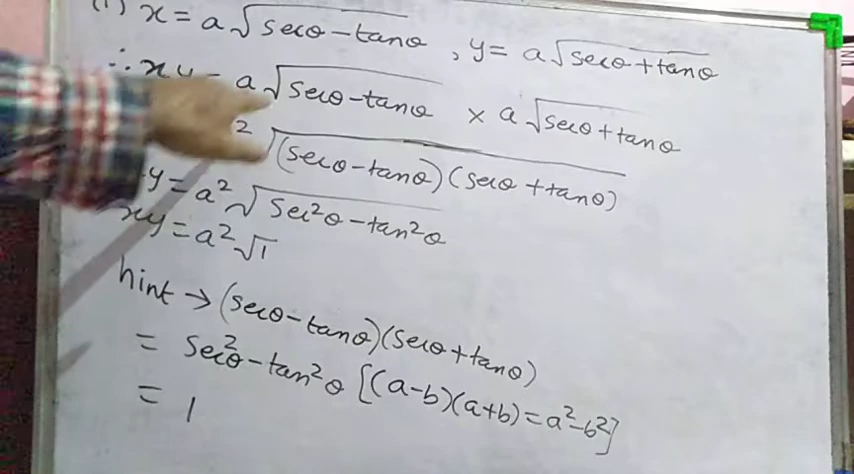 (1) x = a√secθ - tanθ , y = a√secθ + tanθ
∴ xy = a√secθ - tanθ × a√secθ + tanθ
2 √(secθ - tanθ)(secθ + tanθ)
y = a² √sec²θ - tan²θ
xy = a² √1
hint → (secθ - tanθ)(secθ + tanθ)
= sec²θ - tan²θ [(a-b)(a+b) = a²-b²]
= 1